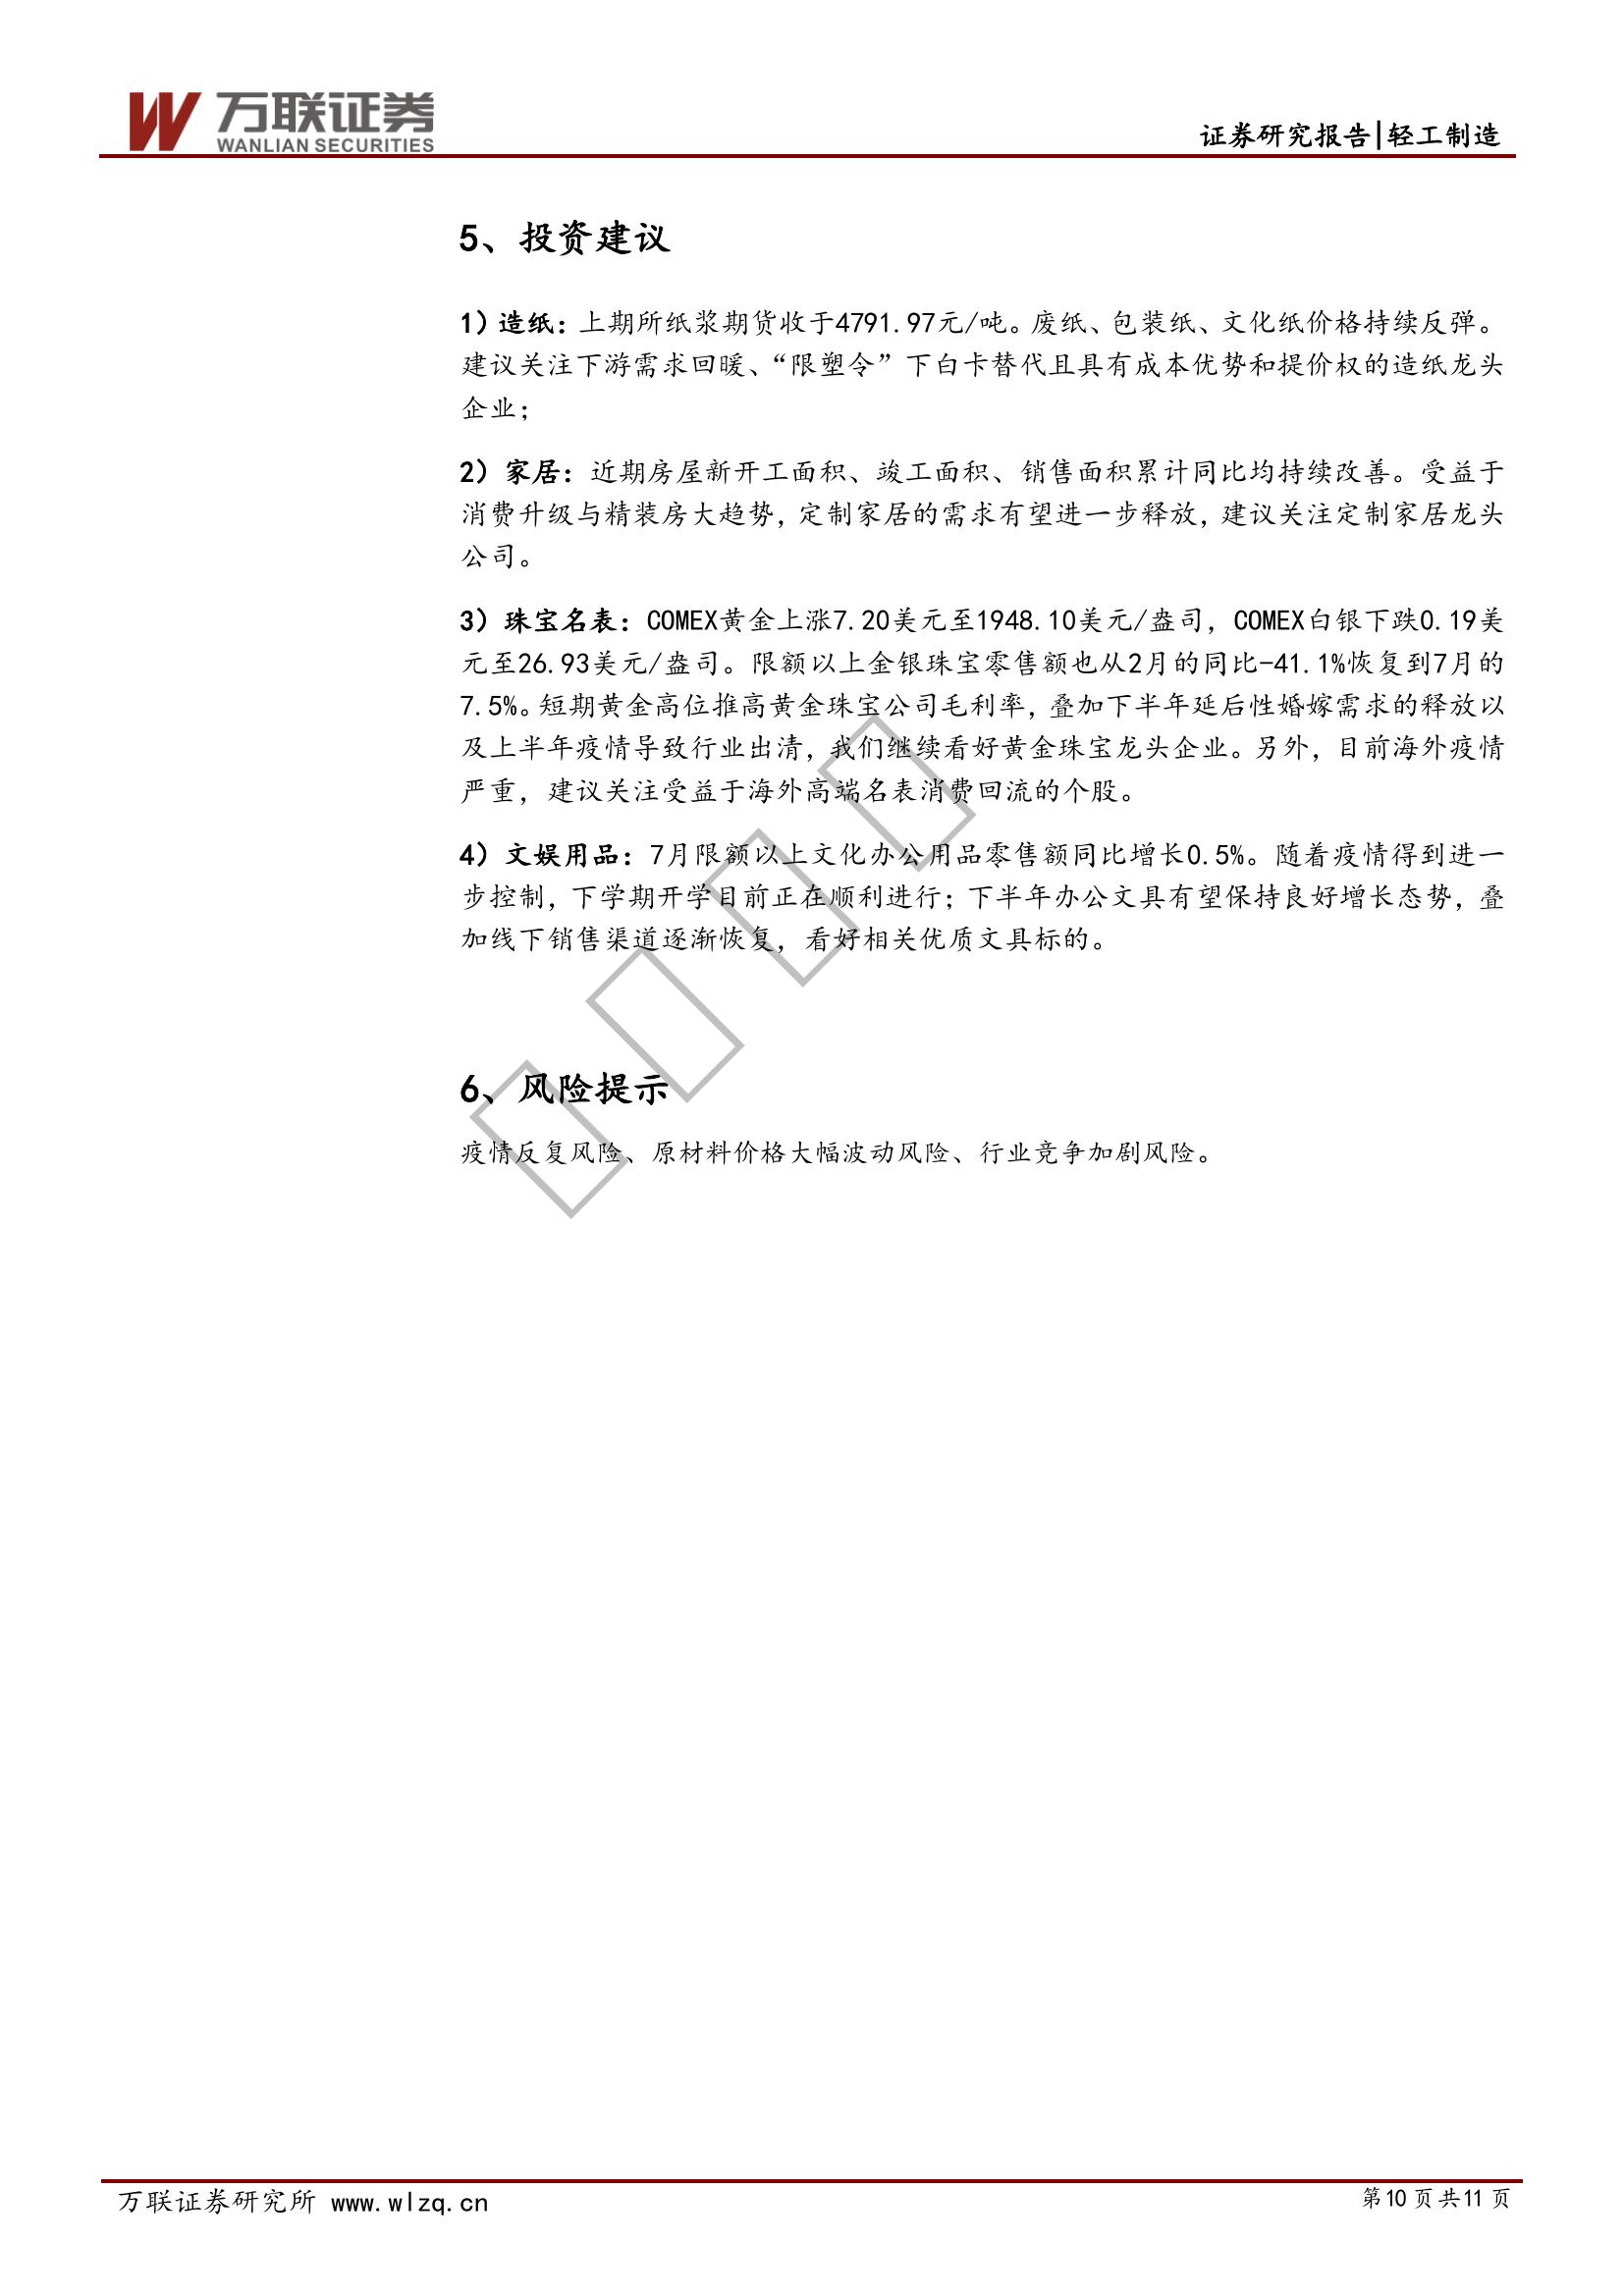 万联证券
WANLIAN SECURITIES
证券研究报告|轻工制造
5、投资建议
1）造纸：上期所纸浆期货收于4791.97元/吨。废纸、包装纸、文化纸价格持续反弹。
建议关注下游需求回暖、“限塑令”下白卡替代且具有成本优势和提价权的造纸龙头
企业；
2）家居：近期房屋新开工面积、竣工面积、销售面积累计同比均持续改善。受益于
消费升级与精装房大趋势，定制家居的需求有望进一步释放，建议关注定制家居龙头
公司。
3）珠宝名表：COMEX黄金上涨7.20美元至1948.10美元/盎司，COMEX白银下跌0.19美
元至26.93美元/盎司。限额以上金银珠宝零售额也从2月的同比-41.1%恢复到7月的
7.5%。短期黄金高位推高黄金珠宝公司毛利率，叠加下半年延后性婚嫁需求的释放以
及上半年疫情导致行业出清，我们继续看好黄金珠宝龙头企业。另外，目前海外疫情
严重，建议关注受益于海外高端名表消费回流的个股。
4）文娱用品：7月限额以上文化办公用品零售额同比增长0.5%。随着疫情得到进一
步控制，下学期开学目前正在顺利进行；下半年办公文具有望保持良好增长态势，叠
加线下销售渠道逐渐恢复，看好相关优质文具标的。
6、风险提示
疫情反复风险、原材料价格大幅波动风险、行业竞争加剧风险。
万联证券研究所 www.wlzq.cn
第10页共11页